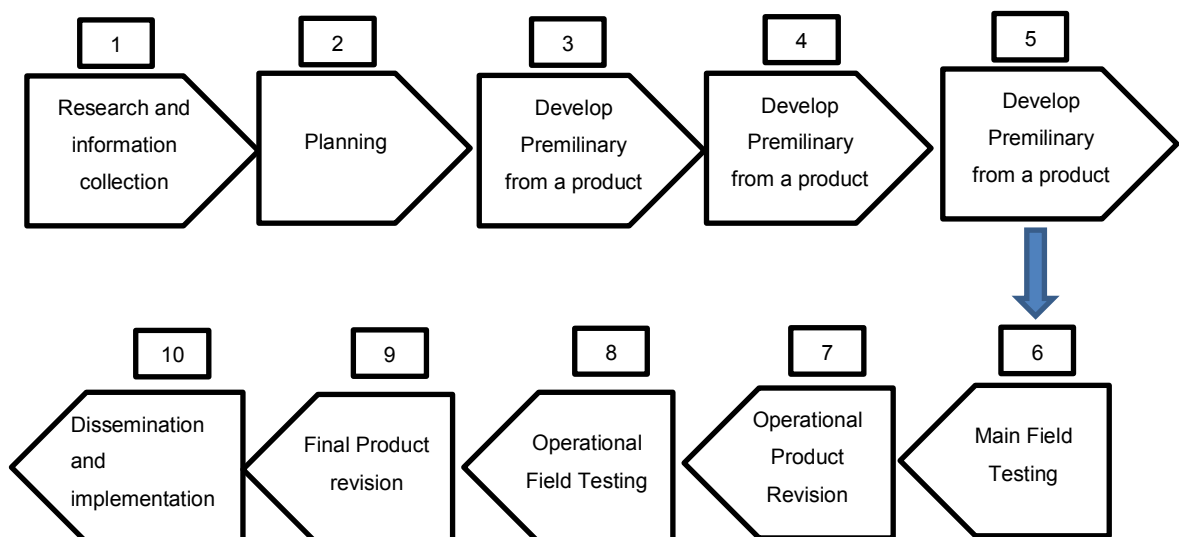 1
Research and
information
collection
2
Planning
3
Develop
Premilinary
from a product
4
Develop
Premilinary
from a product
5
Develop
Premilinary
from a product
6
Main Field
Testing
7
Operational
Product
Revision
8
Operational
Field Testing
9
Final Product
revision
10
Dissemination
and
implementation